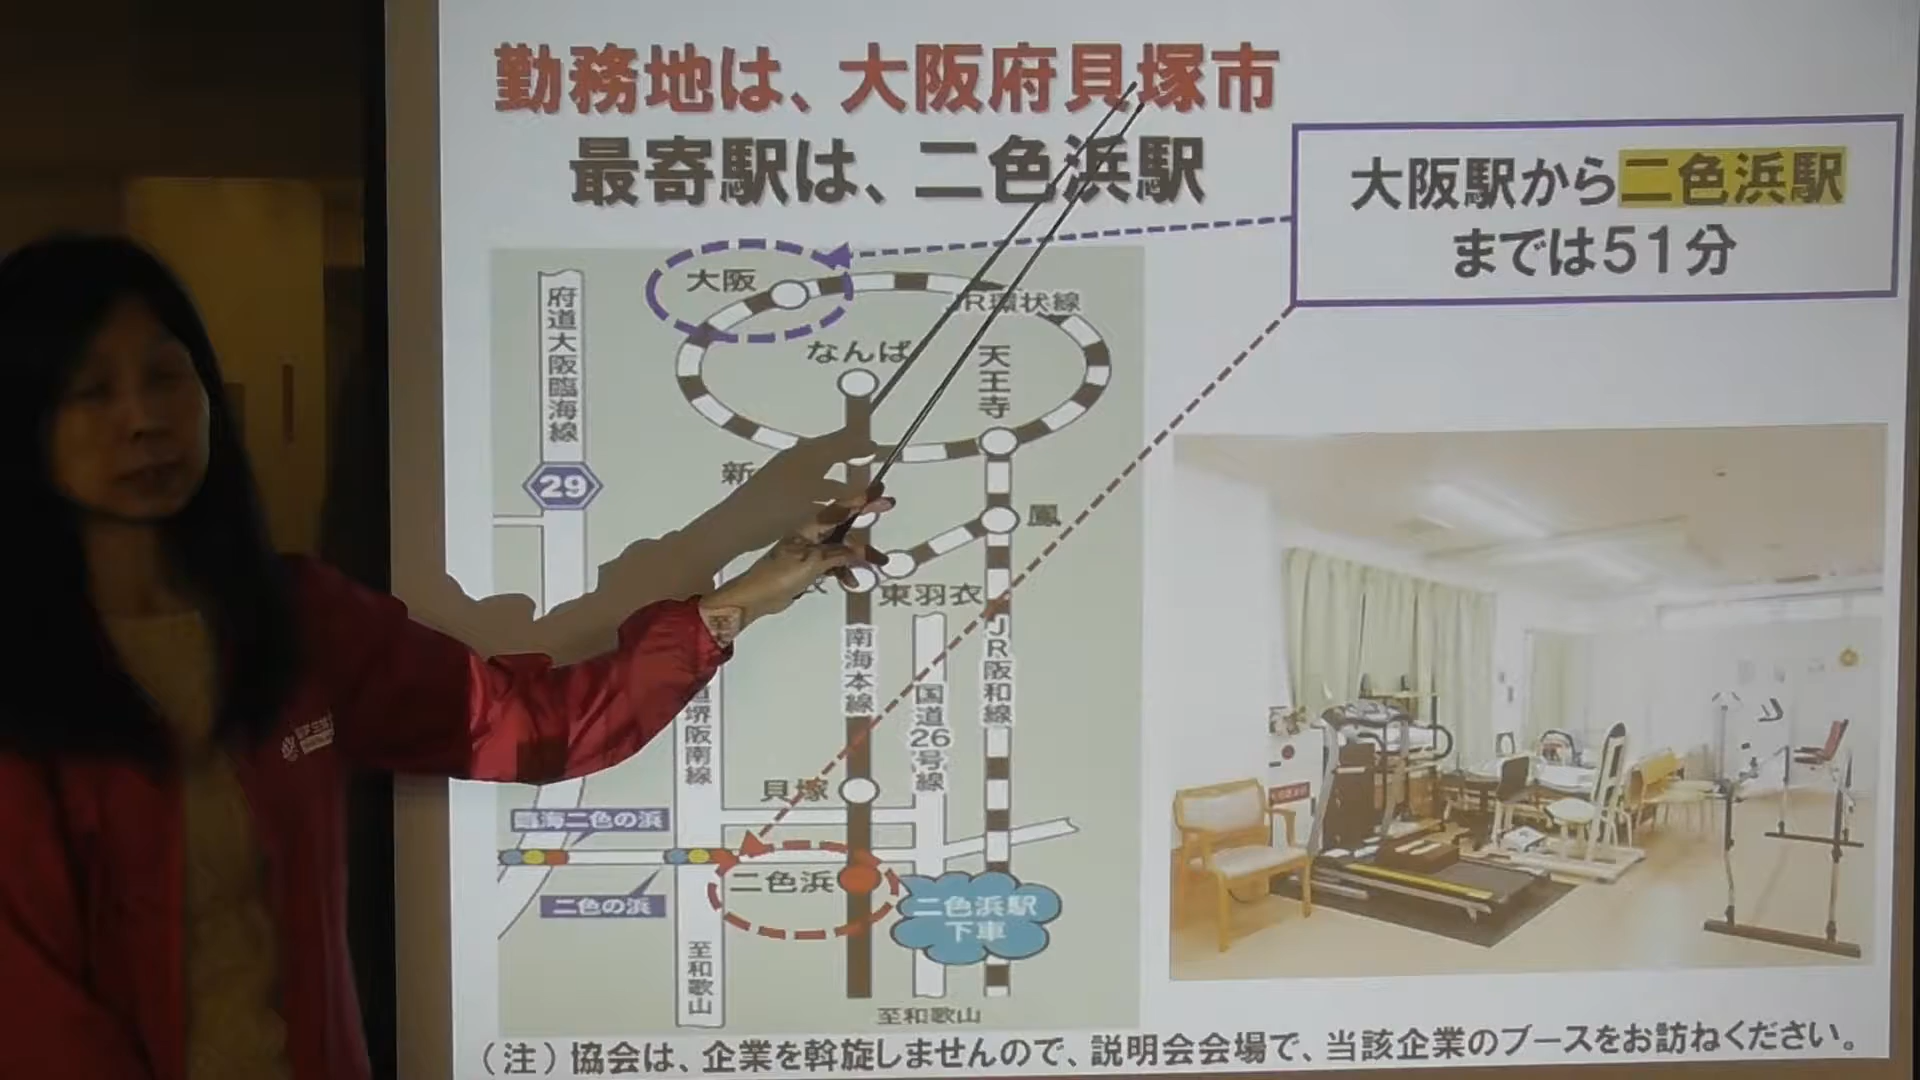 勤務地は、大阪府貝塚市
最寄駅は、二色浜駅
大阪駅から二色浜駅
までは５１分
大阪
JR環状線
府道大阪臨海線
なんば
天王寺
29
新
鳳
東羽衣
南海本線
国道26号線
JR阪和線
堺阪南線
貝塚
臨海二色の浜
二色浜
二色の浜
二色浜駅
下車
至和歌山
至和歌山
（注）協会は、企業を斡旋しませんので、説明会会場で、当該企業のブースをお訪ねください。